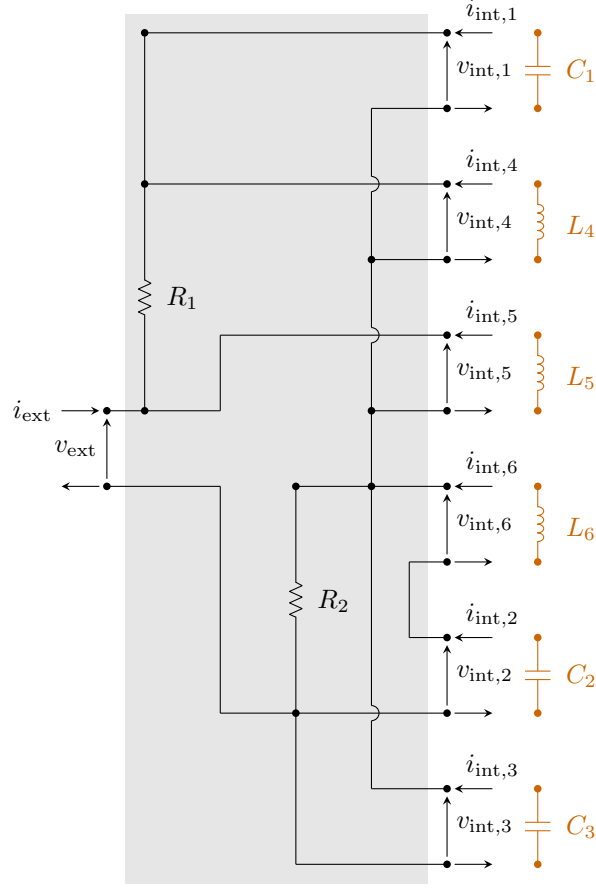 i_int,1
v_int,1
C_1
i_int,4
v_int,4
L_4
R_1
i_int,5
v_int,5
L_5
i_ext
v_ext
i_int,6
v_int,6
L_6
R_2
i_int,2
v_int,2
C_2
i_int,3
v_int,3
C_3